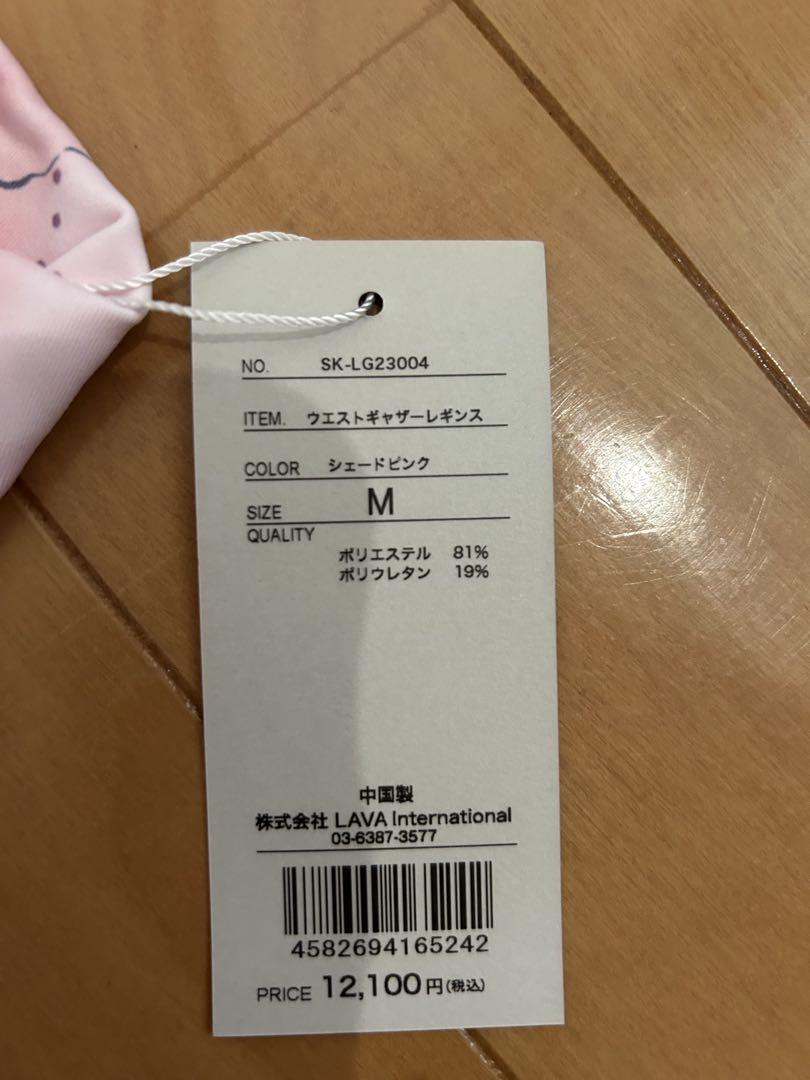 NO. SK-LG23004
ITEM. ウエストギャザーレギンス
COLOR シェードピンク
SIZE M
QUALITY
ポリエステル 81%
ポリウレタン 19%
中国製
株式会社 LAVA International
03-6387-3577
4582694165242
PRICE 12,100円(税込)